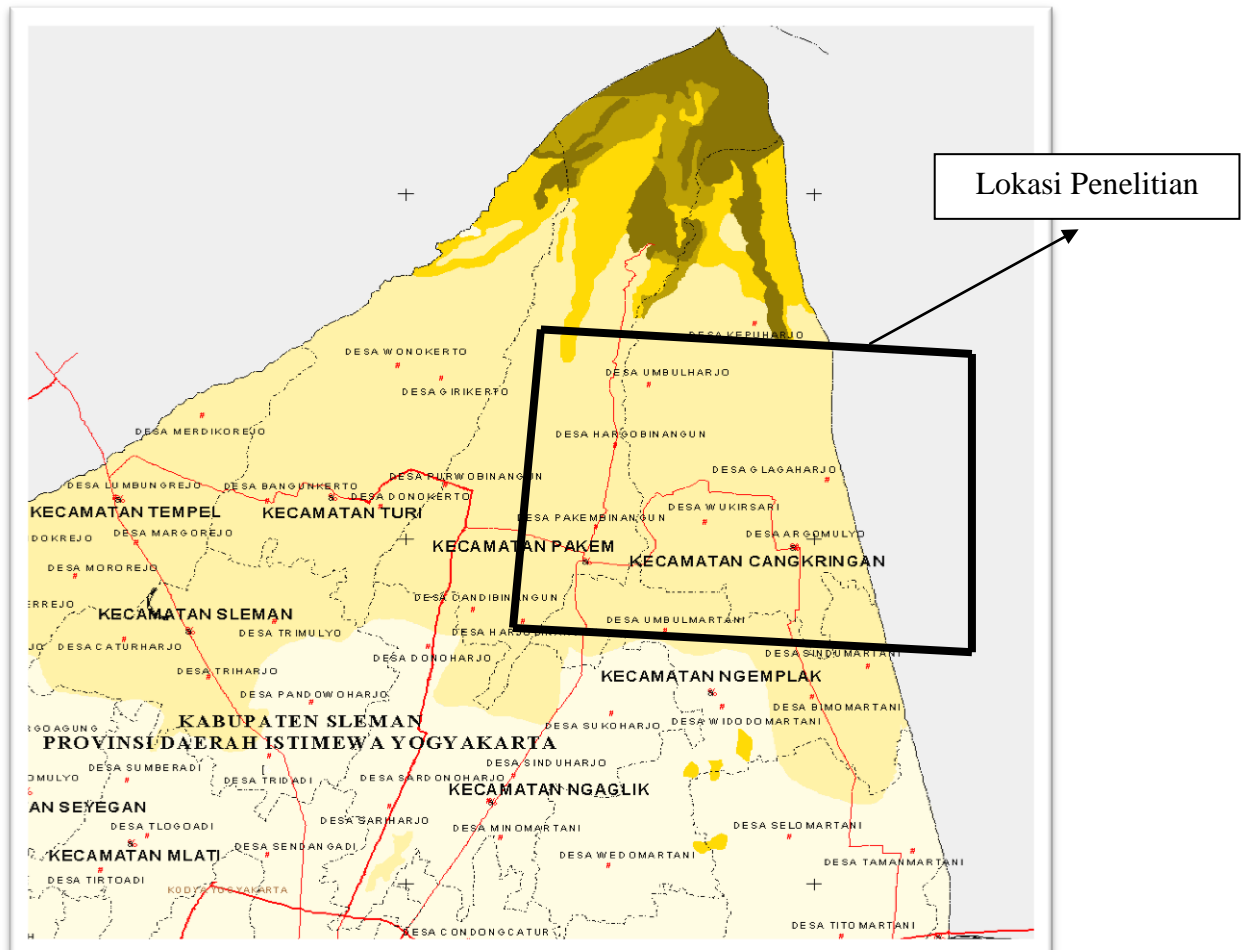 Lokasi Penelitian
DESA KEPUHARJO
DESA WONOKERTO
DESA UMBULHARJO
DESA GIRIKERTO
DESA MERDIKOREJO
DESA HARGOBINANGUN
DESA GLAGAHARJO
DESA PURWOBINANGUN
DESA LUMBUNGREJO
DESA BANGUNKERTO
DESA DONOKERTO
KECAMATAN TEMPEL
KECAMATAN TURI
DESA WUKIRSARI
DESA PAKEMBINANGUN
DESA MARGOREJO
DESA ARGOMULYO
KECAMATAN PAKEM
KECAMATAN CANGKRINGAN
DESA MOROREJO
KECAMATAN SLEMAN
DESA TRIMULYO
DESA UMBULMARTANI
DESA CATURHARJO
DESA DONOHARJO
DESA SINDUMARTANI
DESA TRIHARJO
KECAMATAN NGEMPLAK
DESA PANDOWOHARJO
DESA BIMOMARTANI
KABUPATEN SLEMAN
DESA SUKOHARJO
DESA WIDODOMARTANI
PROVINSI DAERAH ISTIMEWA YOGYAKARTA
DESA SUMBERADI
DESA TRIDADI
DESA SARDONOHARJO
DESA SINDUHARJO
KECAMATAN NGAGLIK
AN SEYEGAN
DESA TLOGOADI
DESA SARIHARJO
DESA MINOMARTANI
DESA SELOMARTANI
KECAMATAN MLATI
DESA SENDANGADI
DESA WEDOMARTANI
DESA TAMANMARTANI
DESA TIRTOADI
KODYA YOGYAKARTA
DESA CONDONGCATUR
DESA TITOMARTANI